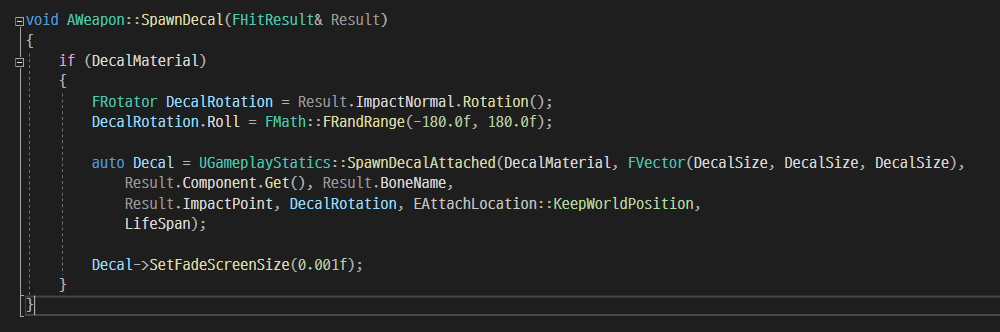 void AWeapon::SpawnDecal(FHitResult& Result)
{
if (DecalMaterial)
{
FRotator DecalRotation = Result.ImpactNormal.Rotation();
DecalRotation.Roll = FMath::FRandRange(-180.0f, 180.0f);
auto Decal = UGameplayStatics::SpawnDecalAttached(DecalMaterial, FVector(DecalSize, DecalSize, DecalSize),
Result.Component.Get(), Result.BoneName,
Result.ImpactPoint, DecalRotation, EAttachLocation::KeepWorldPosition,
LifeSpan);
Decal->SetFadeScreenSize(0.001f);
}
}